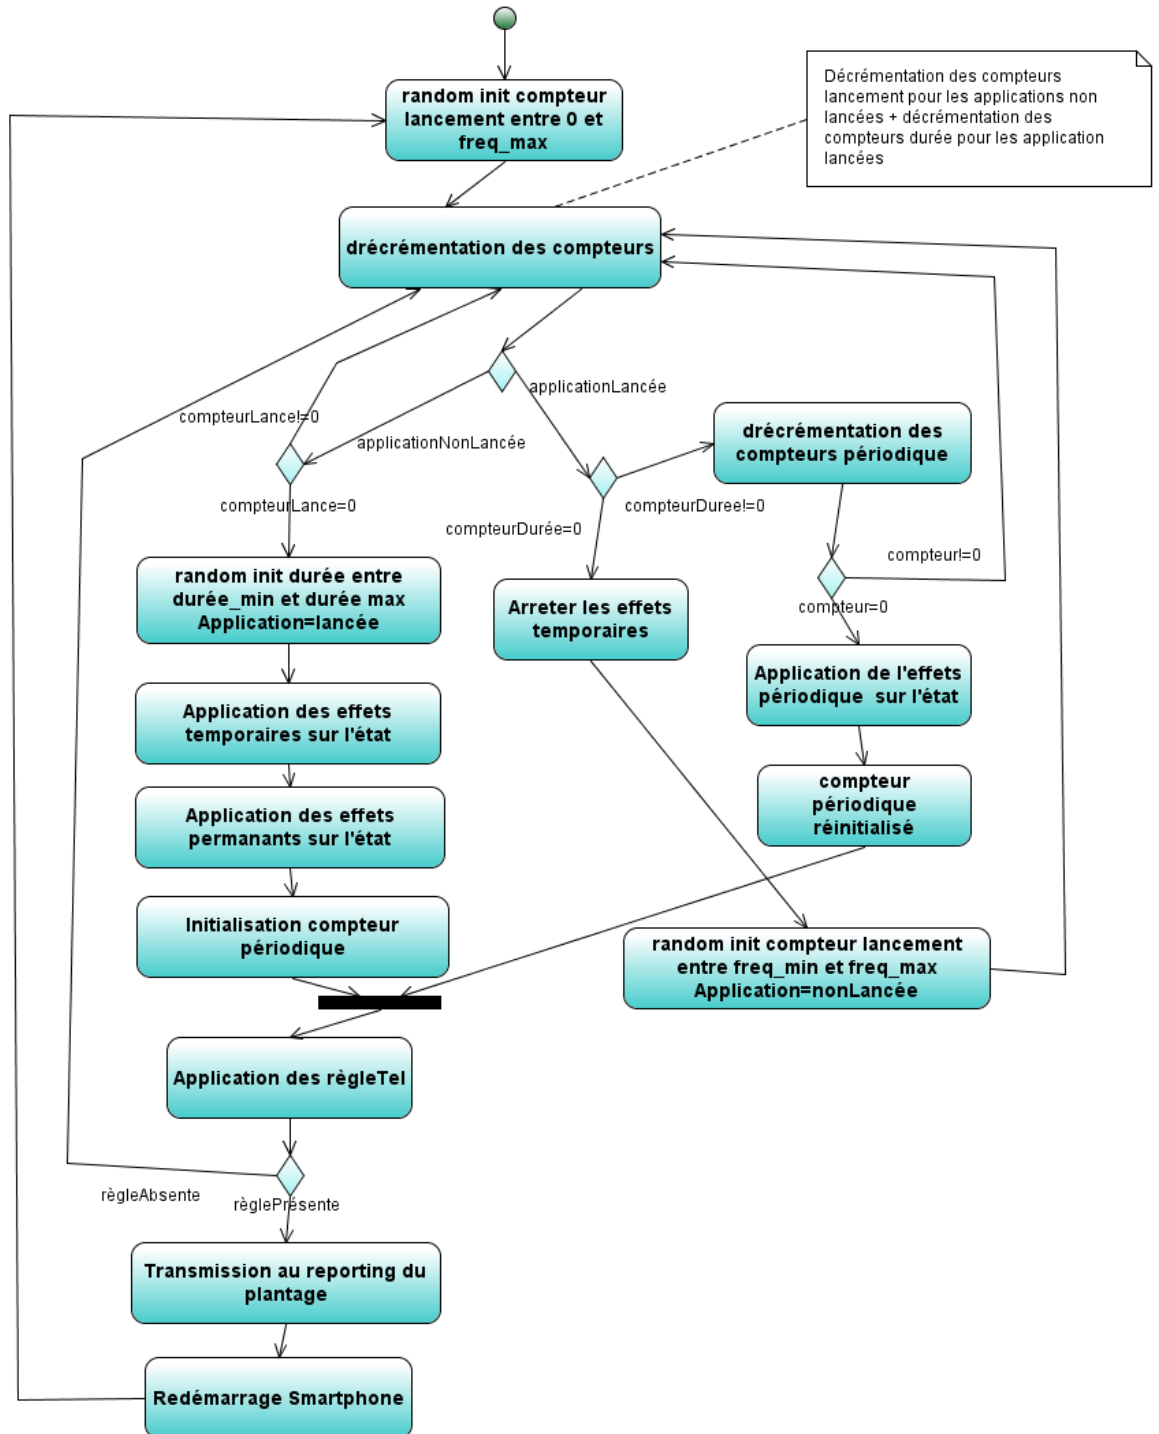 random init compteur
lancement entre 0 et
freq_max
Décrémentation des compteurs
lancement pour les applications non
lancées + décrémentation des
compteurs durée pour les application
lancées
drécrémentation des compteurs
applicationLancée
compteurLance!=0
applicationNonLancée
drécrémentation des
compteurs périodique
compteurLance=0
compteurDuree!=0
compteurDurée=0
compteur!=0
random init durée entre
durée_min et durée max
Application=lancée
Arreter les effets
temporaires
compteur=0
Application de l'effets
périodique sur l'état
Application des effets
temporaires sur l'état
compteur
périodique
réinitialisé
Application des effets
permanants sur l'état
Initialisation compteur
périodique
random init compteur lancement
entre freq_min et freq_max
Application=nonLancée
Application des règleTel
règleAbsente
règlePrésente
Transmission au reporting du
plantage
Redémarrage Smartphone